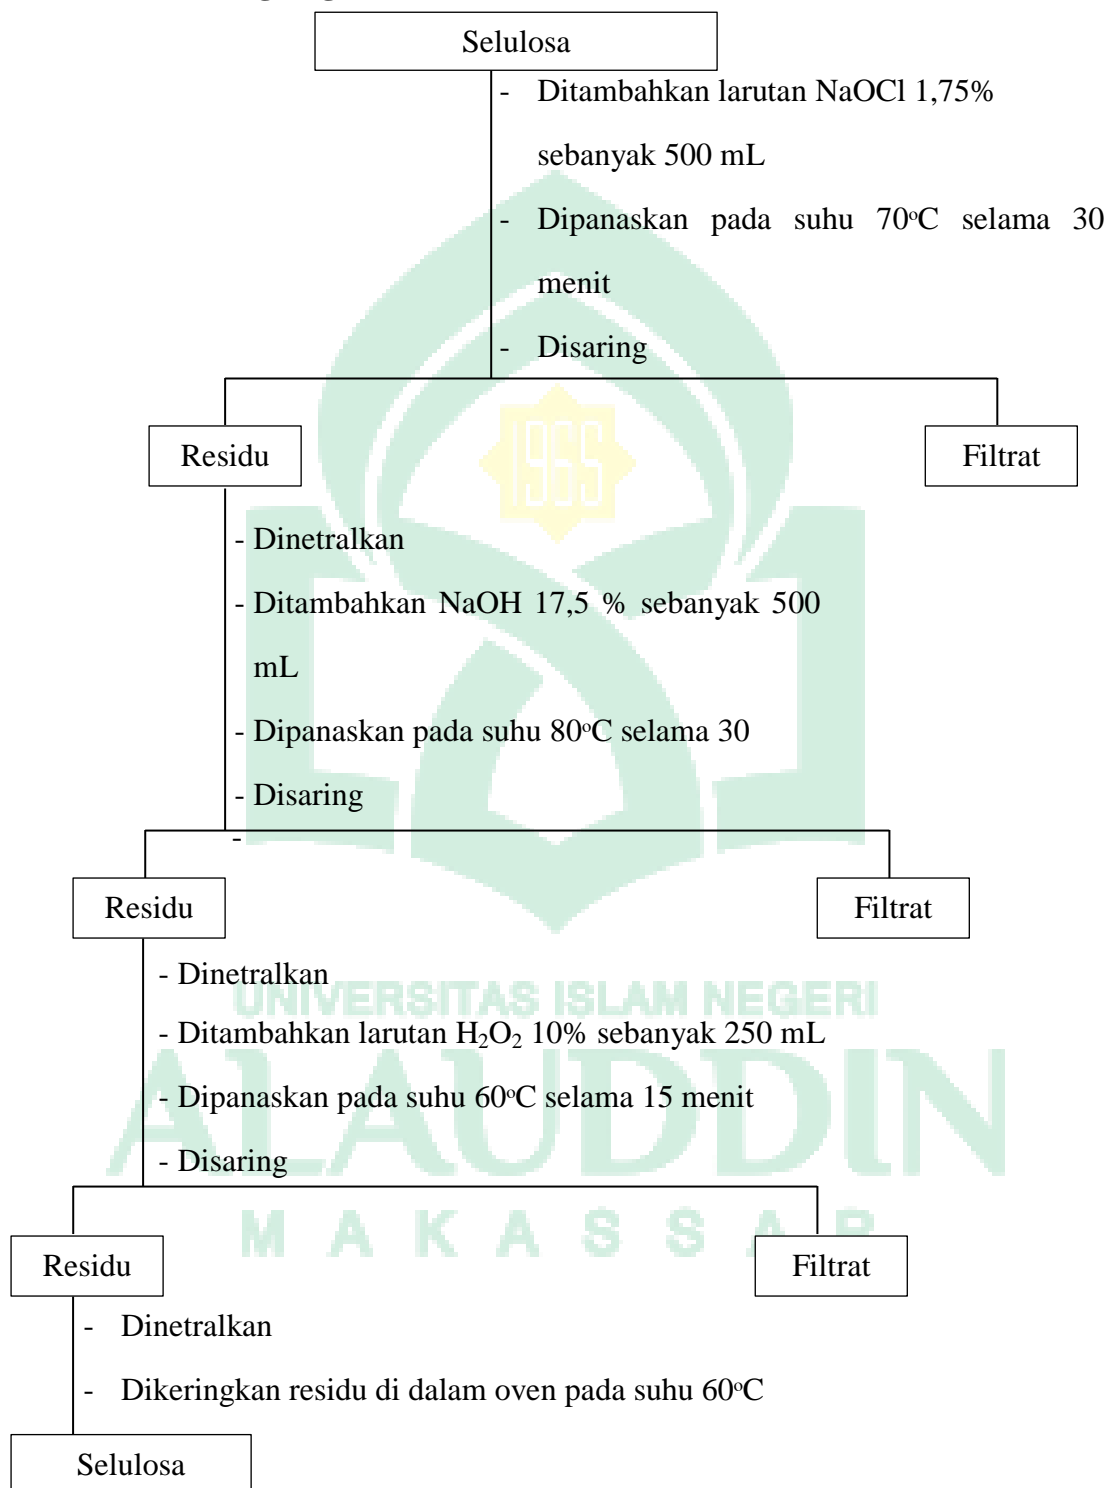 Selulosa
- Ditambahkan larutan NaOCl 1,75%
sebanyak 500 mL
- Dipanaskan pada suhu 70°C selama 30
menit
- Disaring
Residu
Filtrat
- Dinetralkan
- Ditambahkan NaOH 17,5 % sebanyak 500
mL
- Dipanaskan pada suhu 80°C selama 30
- Disaring
-
Residu
Filtrat
- Dinetralkan
- Ditambahkan larutan H₂O₂ 10% sebanyak 250 mL
- Dipanaskan pada suhu 60°C selama 15 menit
- Disaring
Residu
Filtrat
- Dinetralkan
- Dikeringkan residu di dalam oven pada suhu 60°C
Selulosa
1965
UNIVERSITAS ISLAM NEGERI
ALAUDDIN
MAKASSAR